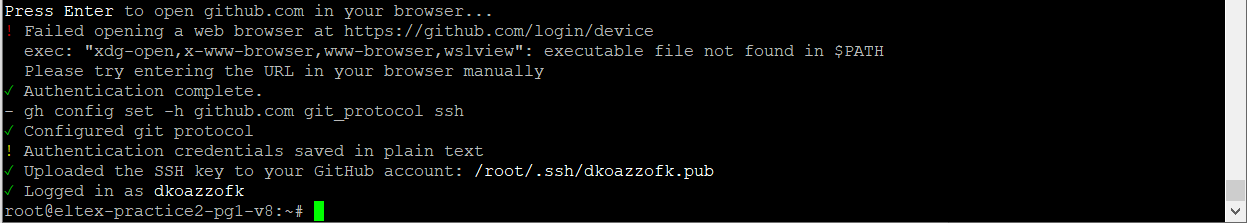 Press Enter to open github.com in your browser...
! Failed opening a web browser at https://github.com/login/device
  exec: "xdg-open,x-www-browser,www-browser,wslview": executable file not found in $PATH
  Please try entering the URL in your browser manually
✓ Authentication complete.
- gh config set -h github.com git_protocol ssh
✓ Configured git protocol
! Authentication credentials saved in plain text
✓ Uploaded the SSH key to your GitHub account: /root/.ssh/dkoazzofk.pub
✓ Logged in as dkoazzofk
root@eltex-practice2-pg1-v8:~#